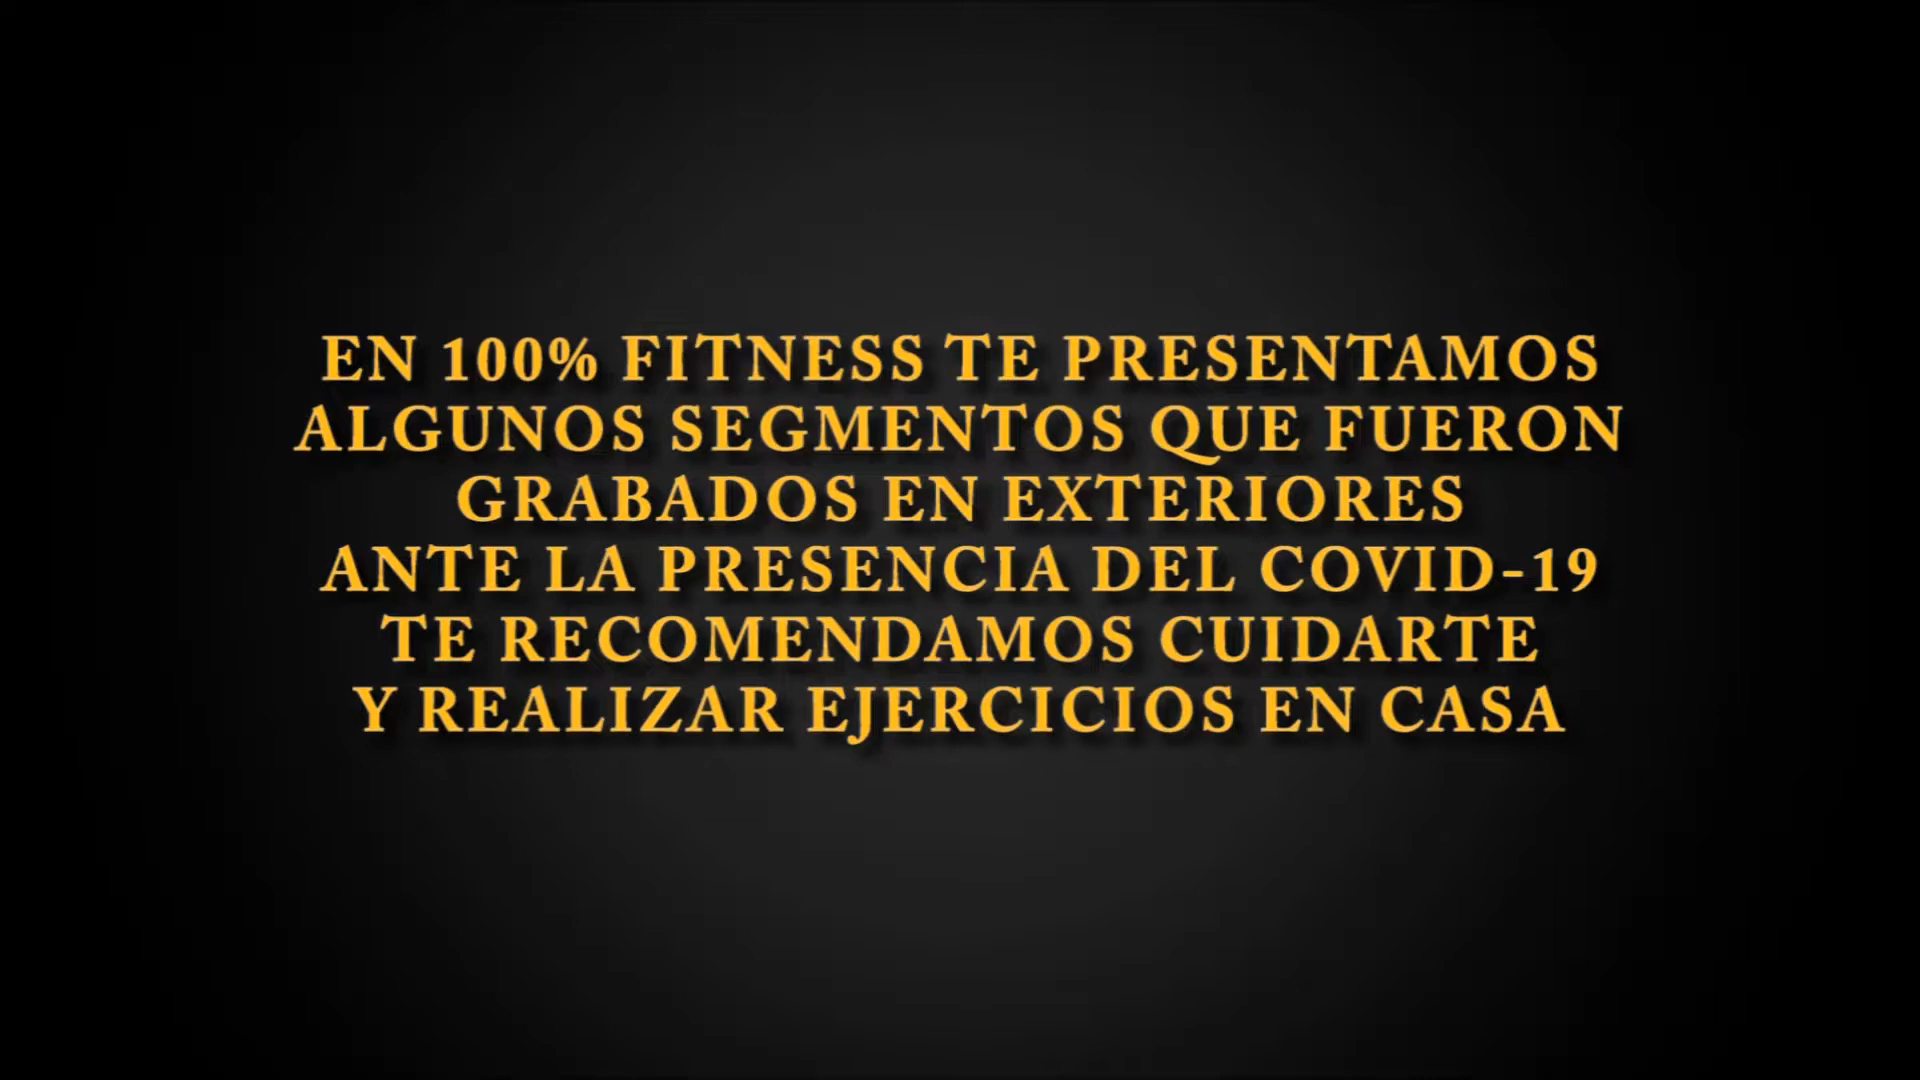 EN 100% FITNESS TE PRESENTAMOS
ALGUNOS SEGMENTOS QUE FUERON
GRABADOS EN EXTERIORES
ANTE LA PRESENCIA DEL COVID-19
TE RECOMENDAMOS CUIDARTE
Y REALIZAR EJERCICIOS EN CASA